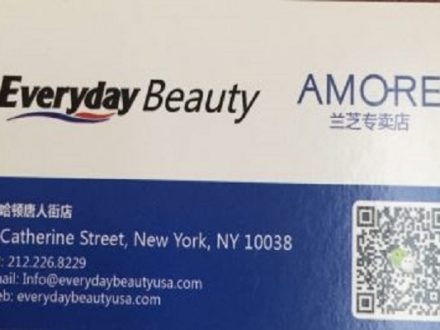 Everyday Beauty
AMORE
兰芝专卖店
哈顿唐人街店
Catherine Street, New York, NY 10038
: 212.226.8229
ail: Info@everydaybeautyusa.com
eb: everydaybeautyusa.com